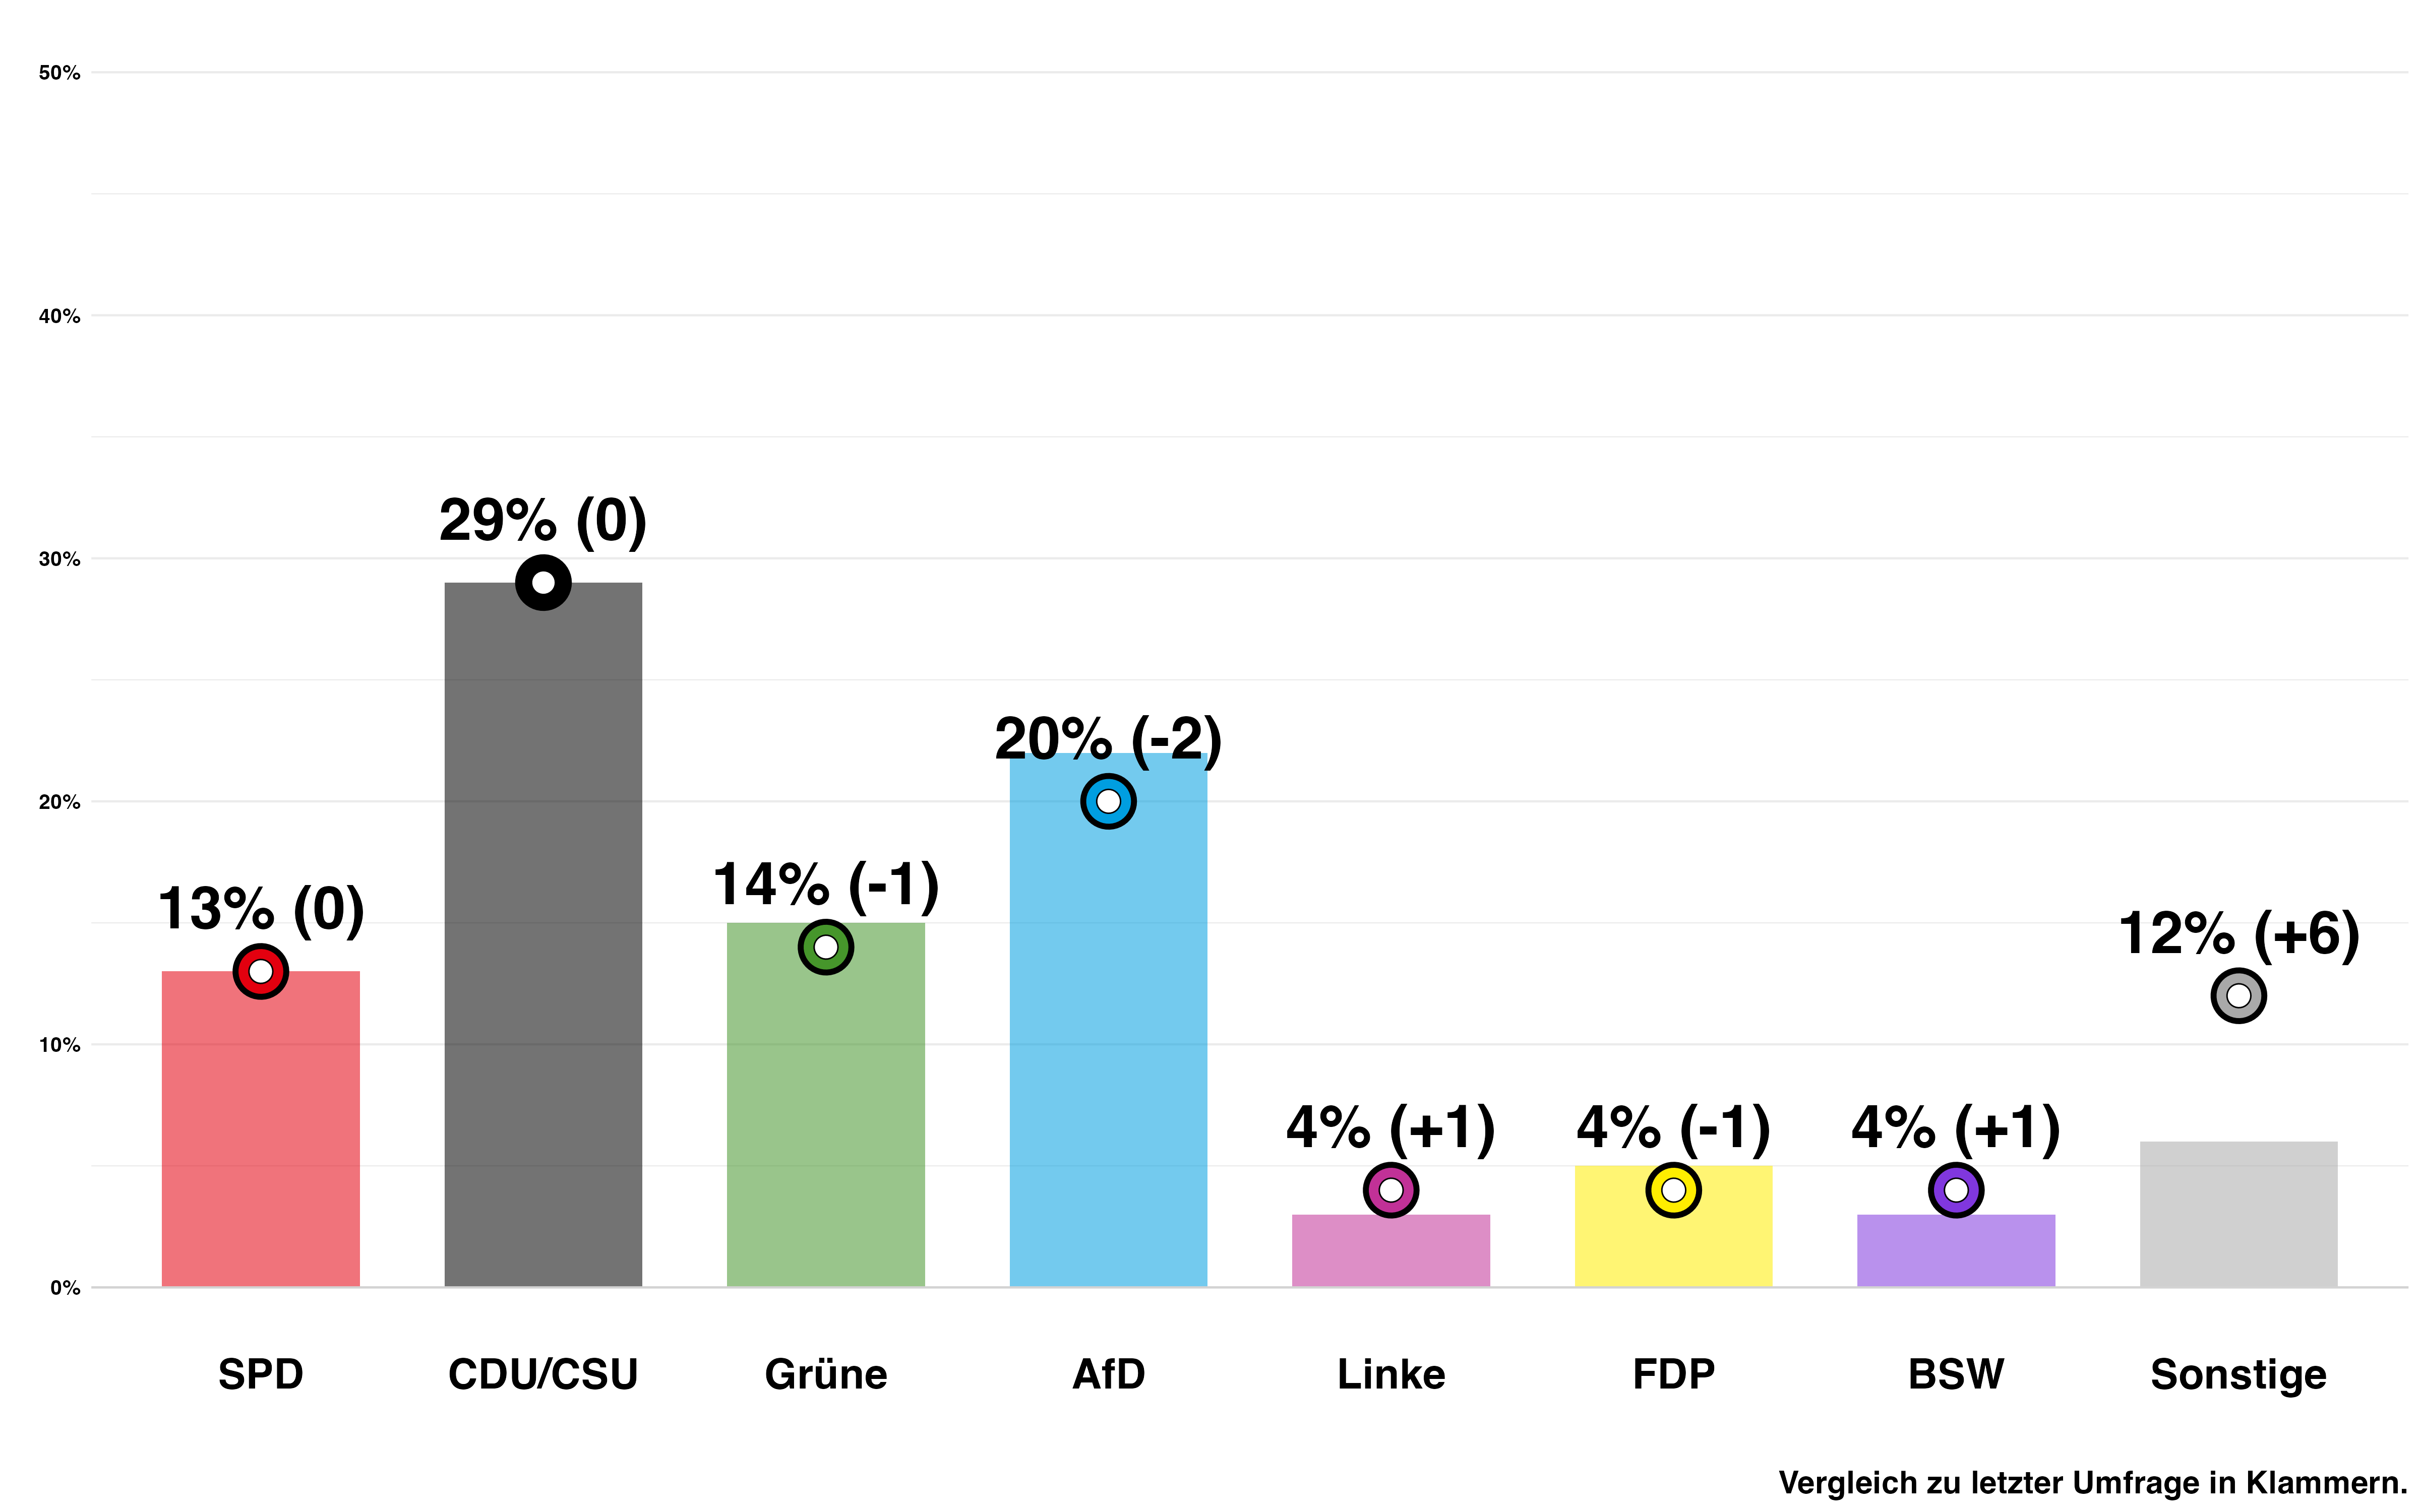 50%
40%
30%
20%
10%
0%
13% (0)
29% (0)
14% (-1)
20% (-2)
4% (+1)
4% (-1)
4% (+1)
12% (+6)
SPD
CDU/CSU
Grüne
AfD
Linke
FDP
BSW
Sonstige
Vergleich zu letzter Umfrage in Klammern.